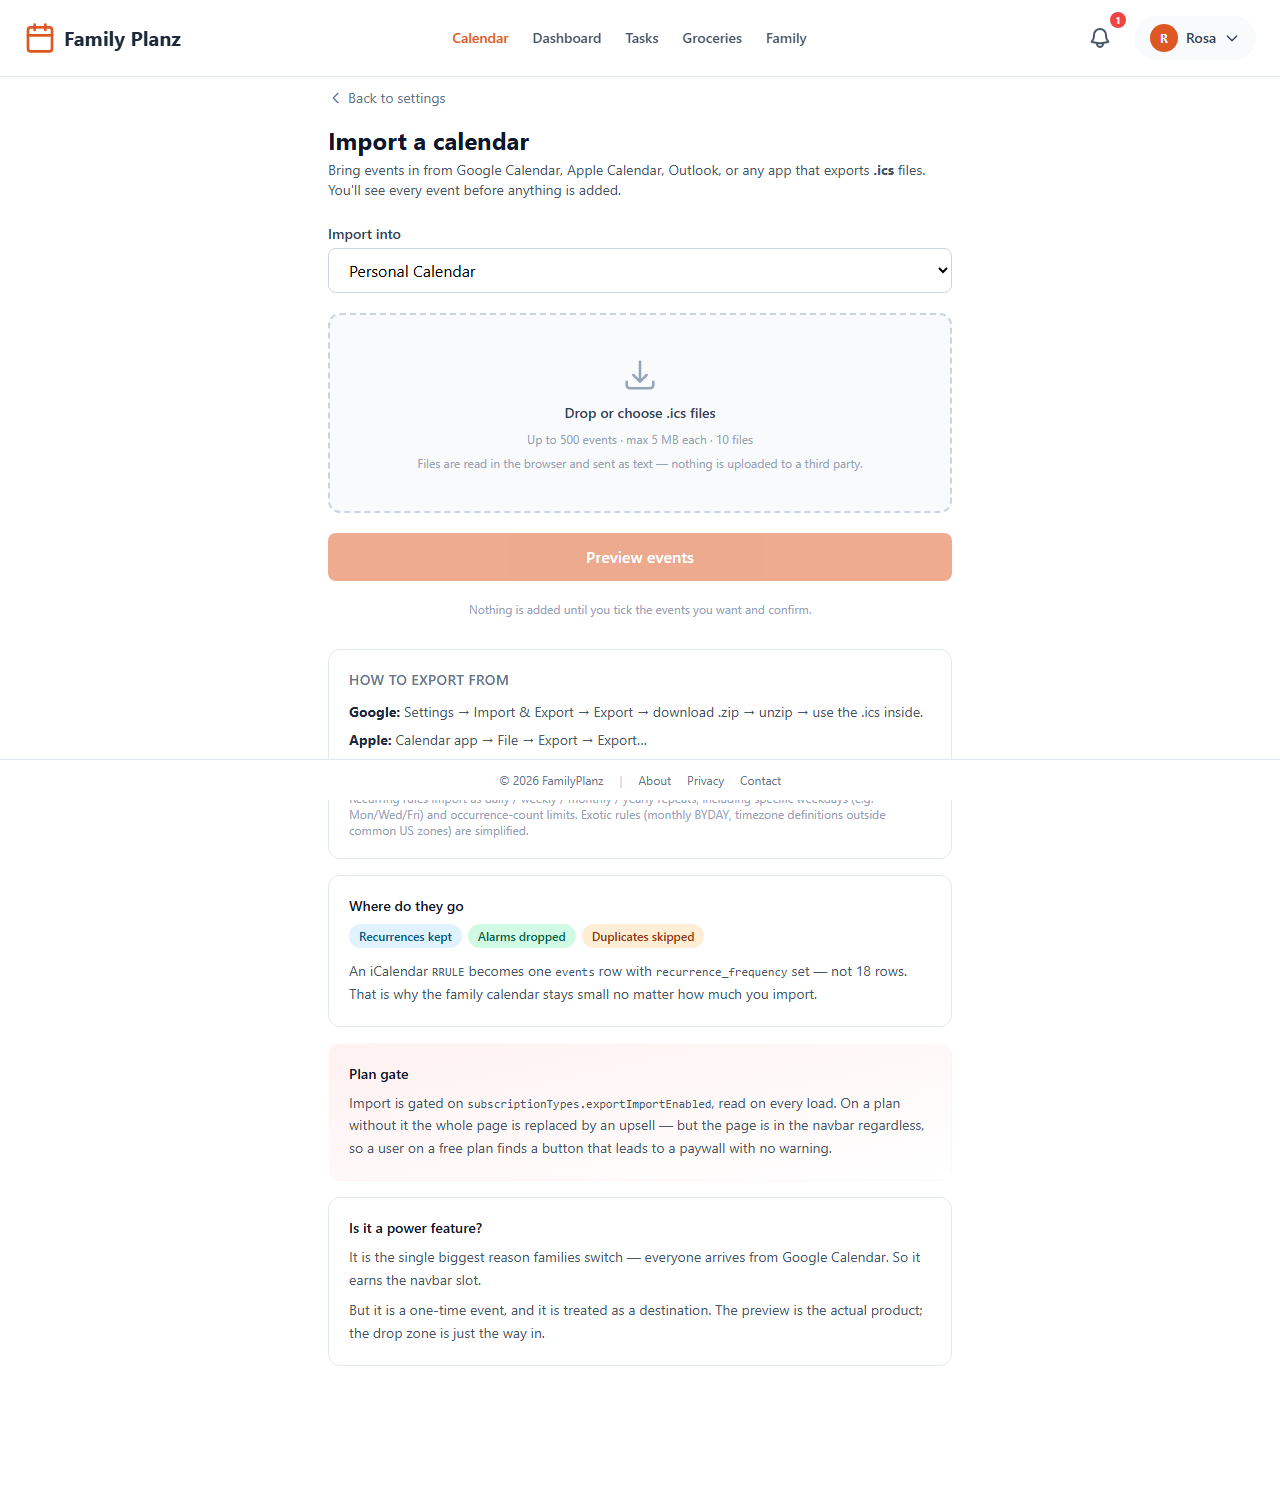 Family Planz
Calendar
Dashboard
Tasks
Groceries
Family
1
R
Rosa
Back to settings
Import a calendar
Bring events in from Google Calendar, Apple Calendar, Outlook, or any app that exports .ics files.
You'll see every event before anything is added.
Import into
Personal Calendar
Drop or choose .ics files
Up to 500 events · max 5 MB each · 10 files
Files are read in the browser and sent as text — nothing is uploaded to a third party.
Preview events
Nothing is added until you tick the events you want and confirm.
HOW TO EXPORT FROM
Google: Settings → Import & Export → Export → download .zip → unzip → use the .ics inside.
Apple: Calendar app → File → Export → Export…
© 2026 FamilyPlanz | About Privacy Contact
Recurring rules import as daily / weekly / monthly / yearly repeats, including specific weekdays (e.g.
Mon/Wed/Fri) and occurrence-count limits. Exotic rules (monthly BYDAY, timezone definitions outside
common US zones) are simplified.
Where do they go
Recurrences kept
Alarms dropped
Duplicates skipped
An iCalendar RRULE becomes one events row with recurrence_frequency set — not 18 rows.
That is why the family calendar stays small no matter how much you import.
Plan gate
Import is gated on subscriptionTypes.exportImportEnabled, read on every load. On a plan
without it the whole page is replaced by an upsell — but the page is in the navbar regardless,
so a user on a free plan finds a button that leads to a paywall with no warning.
Is it a power feature?
It is the single biggest reason families switch — everyone arrives from Google Calendar. So it
earns the navbar slot.
But it is a one-time event, and it is treated as a destination. The preview is the actual product;
the drop zone is just the way in.